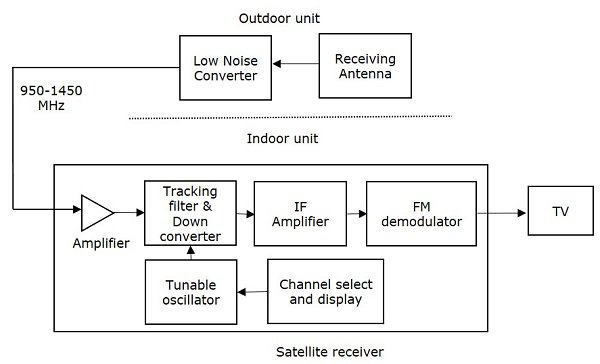 Outdoor unit
Low Noise
Converter
Receiving
Antenna
950-1450
MHz
Indoor unit
Amplifier
Tracking
filter &
Down
converter
IF
Amplifier
FM
demodulator
TV
Tunable
oscillator
Channel select
and display
Satellite receiver